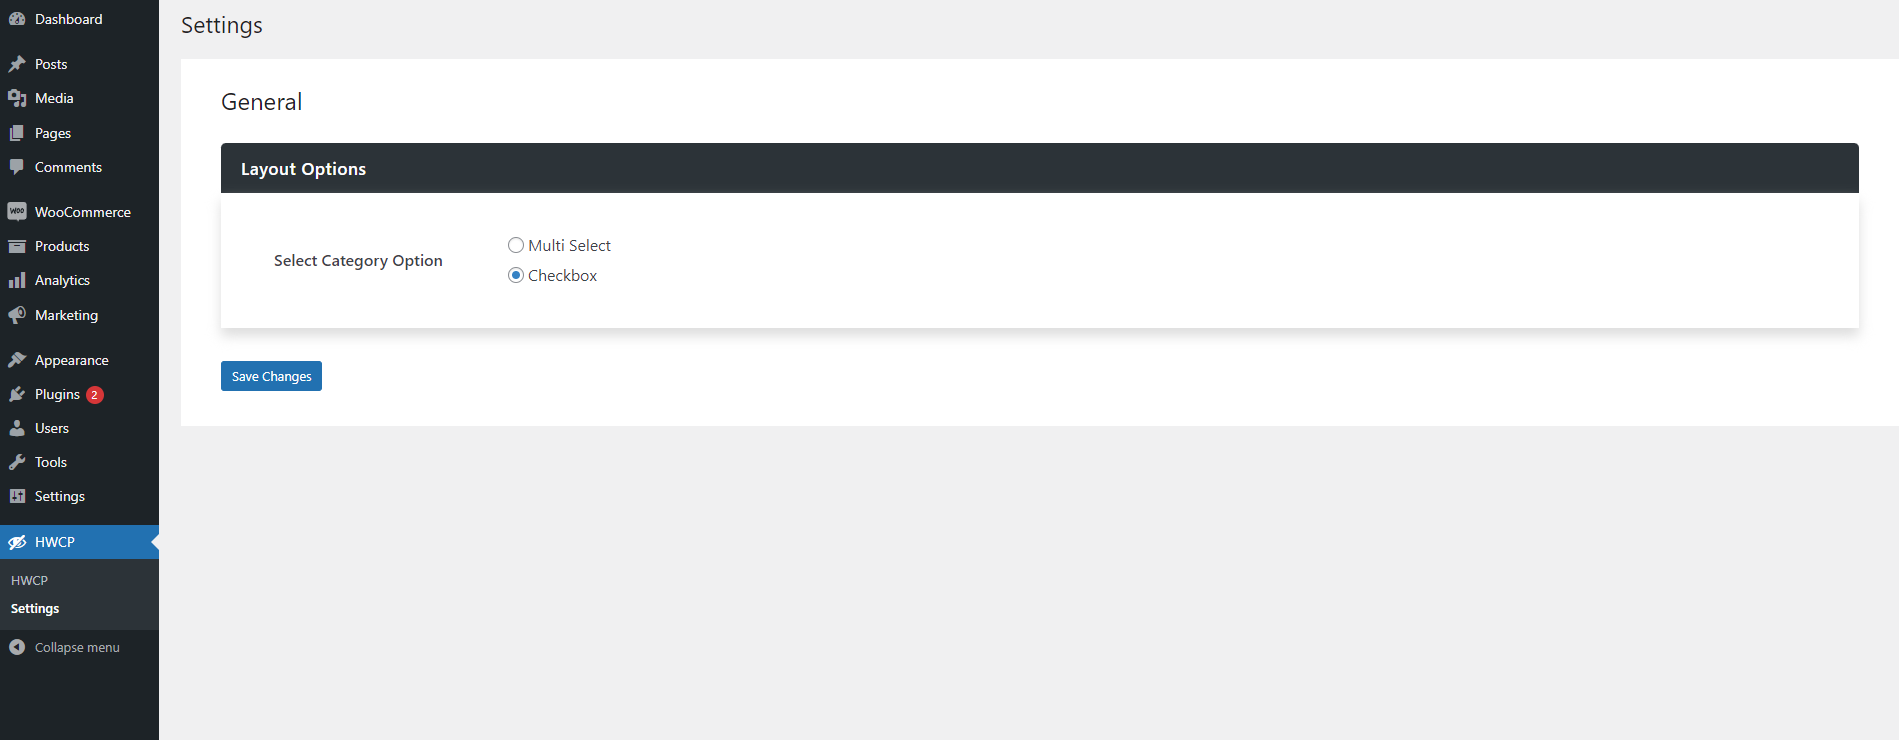 Dashboard
Posts
Media
Pages
Comments
WOO
WooCommerce
Products
Analytics
Marketing
Appearance
Plugins 2
Users
Tools
Settings
HWCP
HWCP
Settings
Collapse menu
Settings
General
Layout Options
Select Category Option
Multi Select
Checkbox
Save Changes